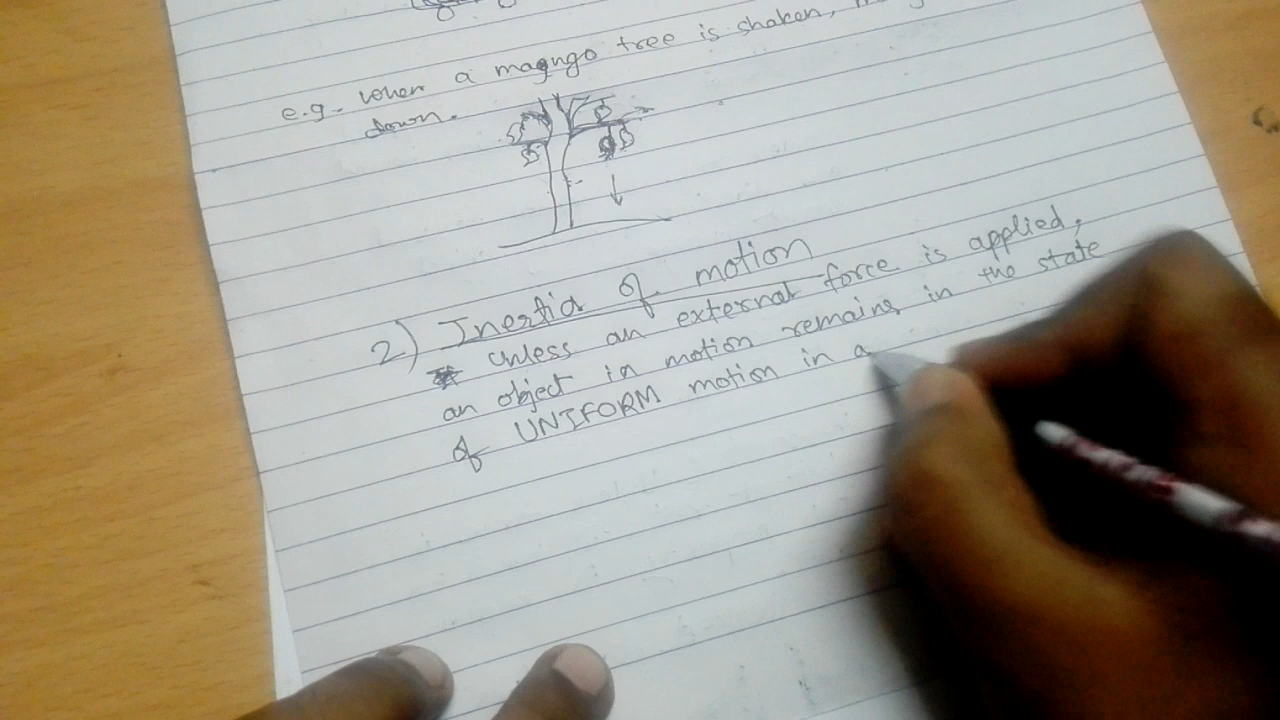 e.g. when a magngo tree is shaken,
down.
2) Inertia of motion
unless an external force is applied,
an object in motion remains in the state
of UNIFORM motion in a